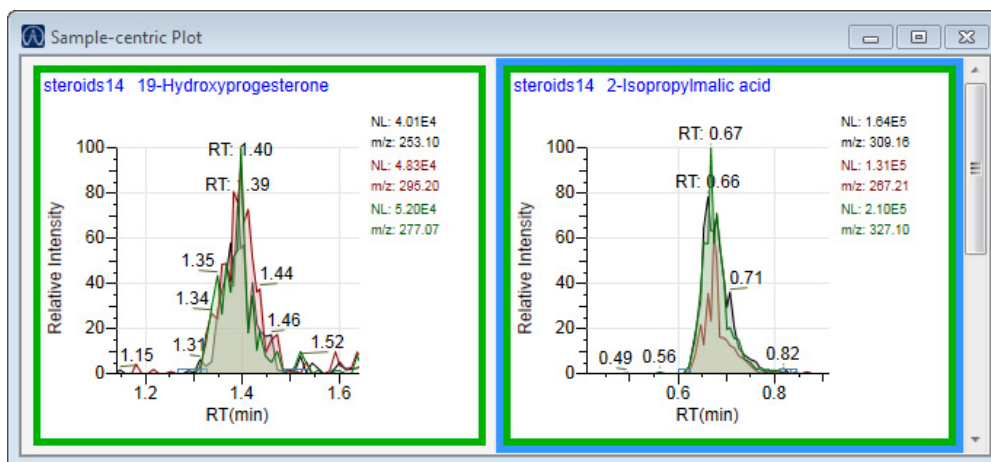 Sample-centric Plot
steroids14 19-Hydroxyprogesterone
NL: 4.01E4
m/z: 253.10
NL: 4.83E4
m/z: 295.20
NL: 5.20E4
m/z: 277.07
RT: 1.40
RT: 1.39
1.35
1.34
1.31
1.15
1.44
1.46
1.52
100
80
60
40
20
0
Relative Intensity
1.2 1.4 1.6
RT(min)
steroids14 2-Isopropylmalic acid
NL: 1.64E5
m/z: 309.16
NL: 1.31E5
m/z: 267.21
NL: 2.10E5
m/z: 327.10
RT: 0.67
RT: 0.66
0.71
0.49 0.56 0.82
100
80
60
40
20
0
Relative Intensity
0.6 0.8
RT(min)